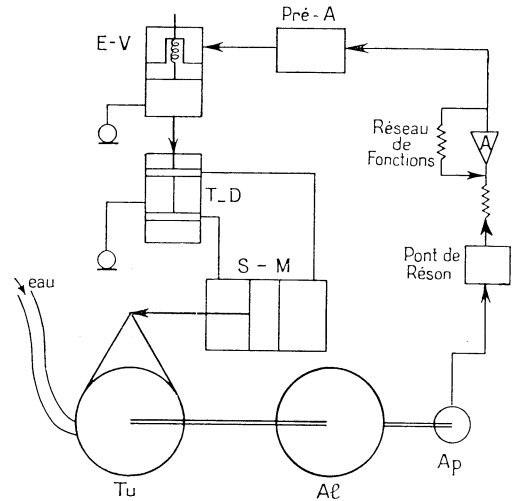 Pré-A
E-V
A
Réseau
de
Fonctions
T_D
Pont de
Réson
S - M
eau
Tu
Al
Ap